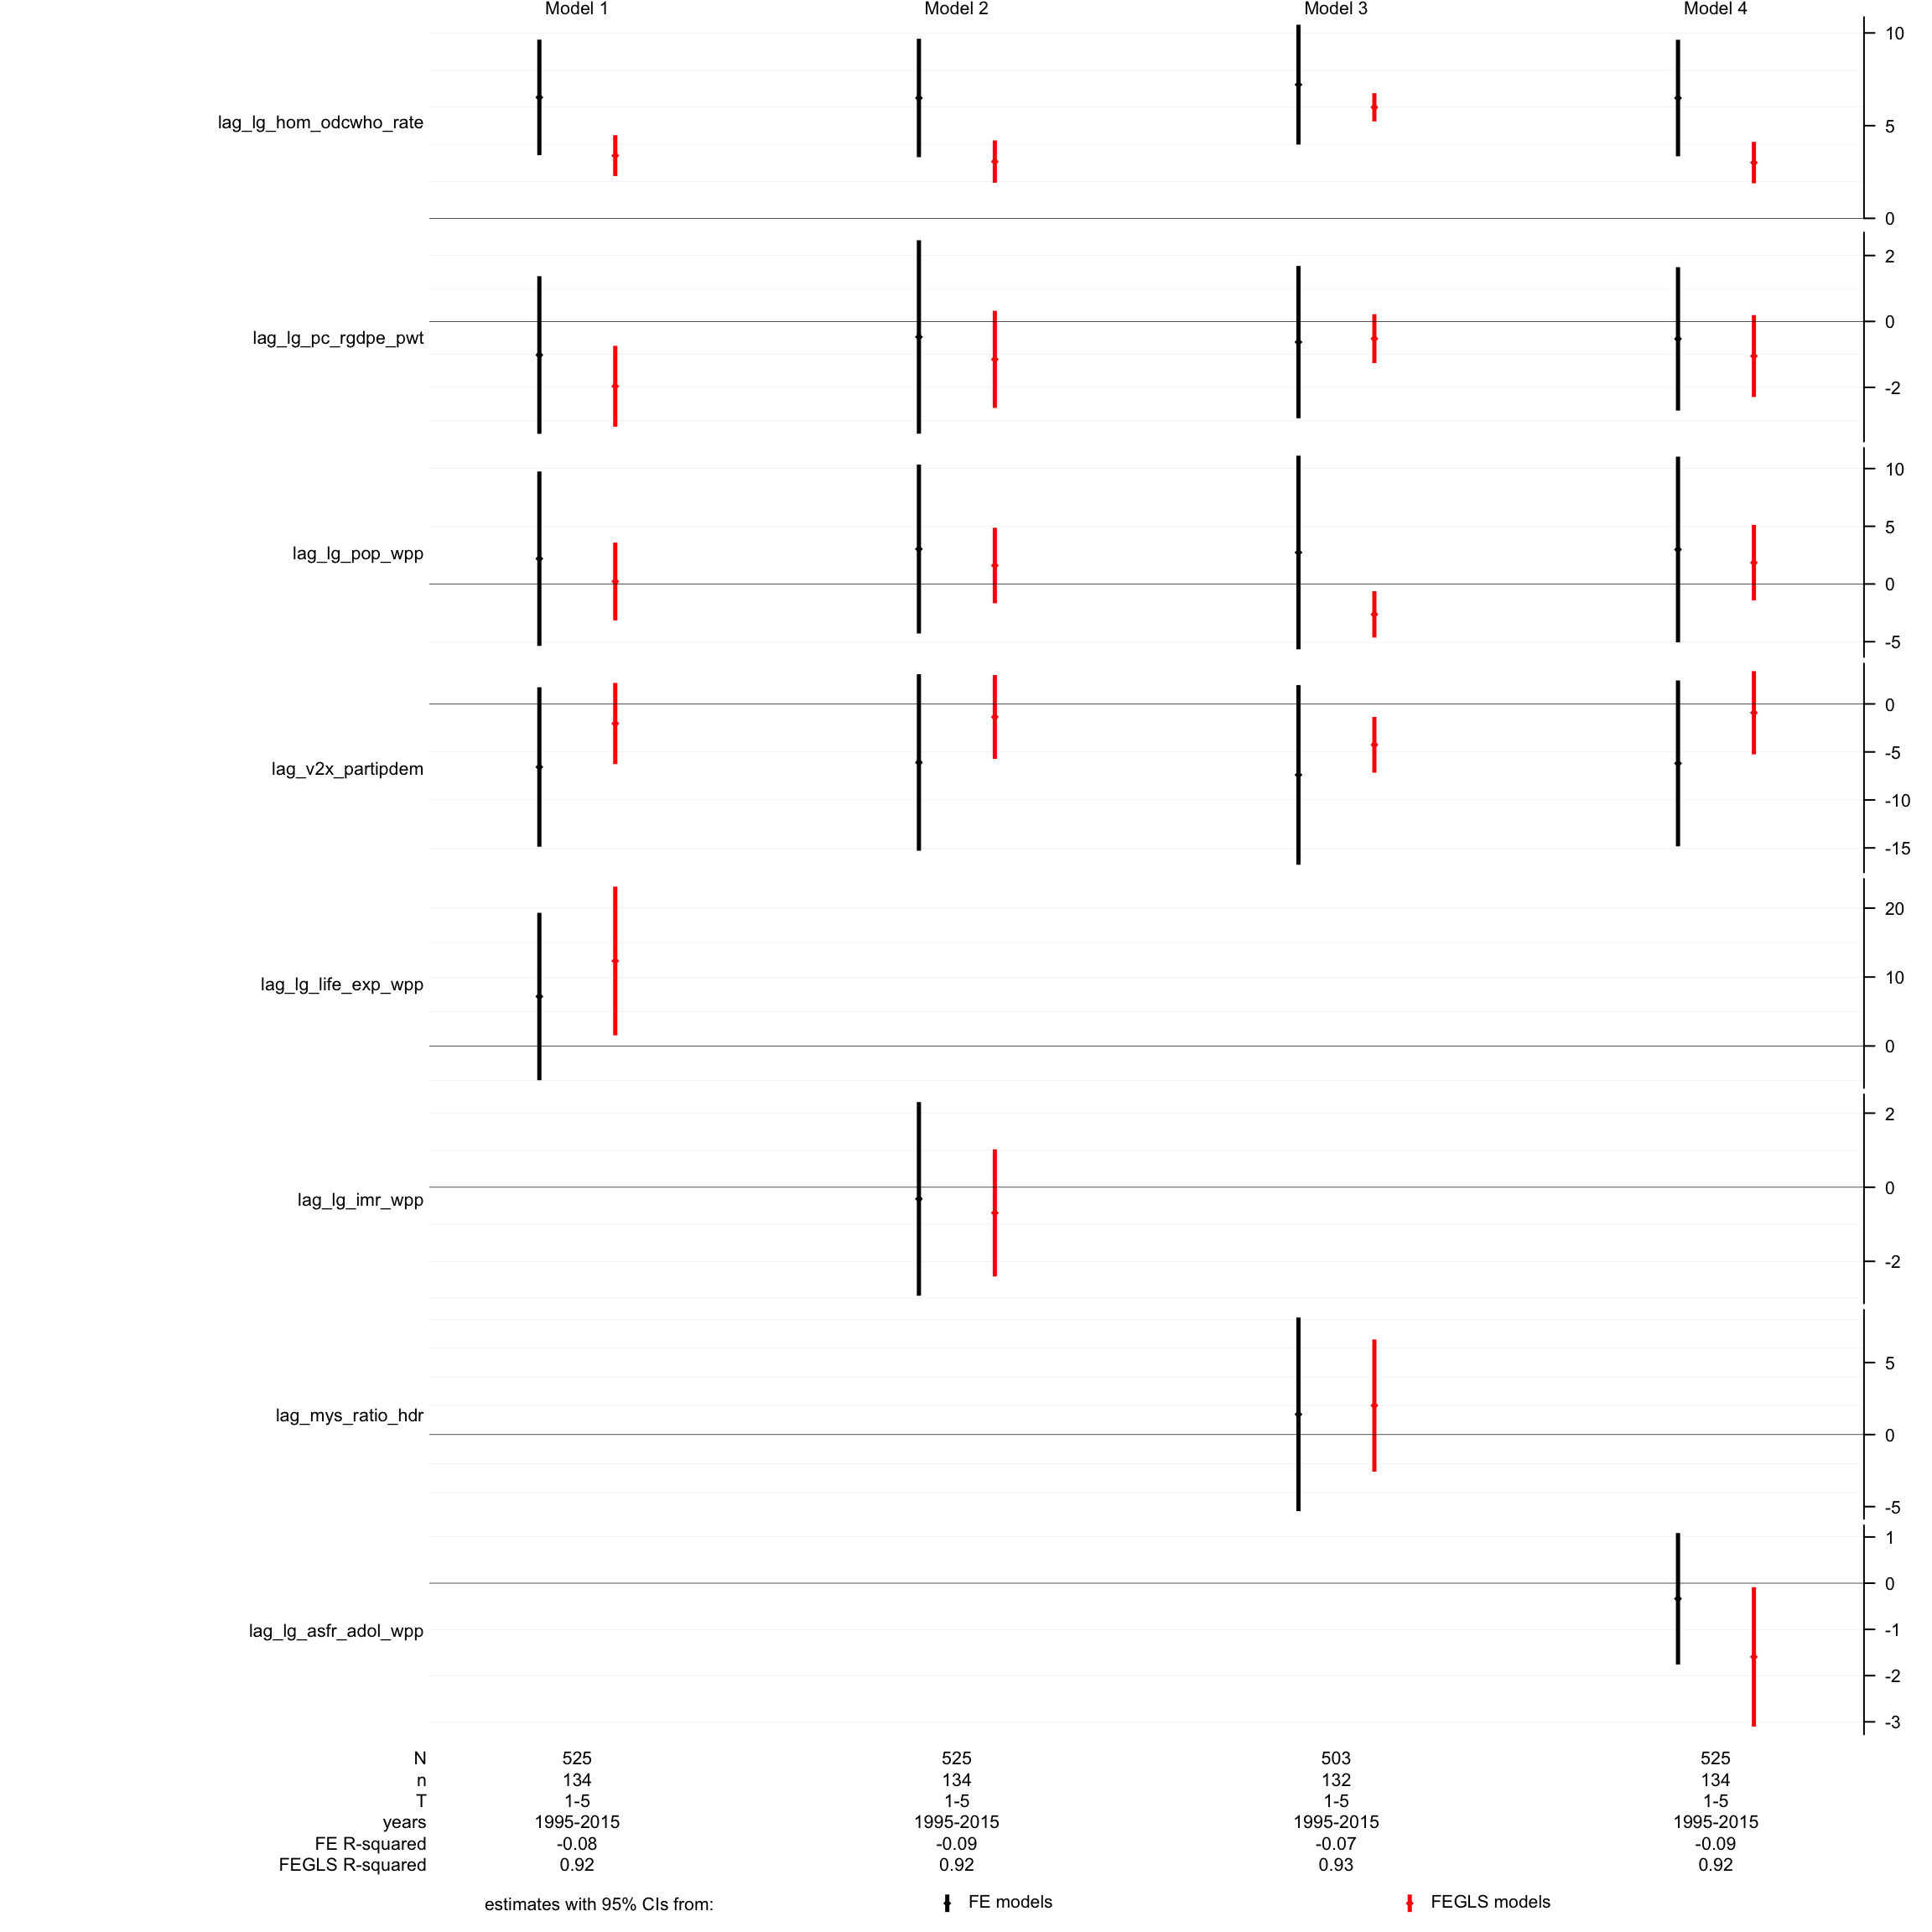 Model 1 Model 2 Model 3 Model 4
lag_lg_hom_odcwho_rate
10
5
0
lag_lg_pc_rgdpe_pwt
2
0
-2
lag_lg_pop_wpp
10
5
0
-5
lag_v2x_partipdem
0
-5
-10
-15
lag_lg_life_exp_wpp
20
10
0
lag_lg_imr_wpp
2
0
-2
lag_mys_ratio_hdr
5
0
-5
lag_lg_asfr_adol_wpp
1
0
-1
-2
-3
N 525 525 503 525
n 134 134 132 134
T 1-5 1-5 1-5 1-5
years 1995-2015 1995-2015 1995-2015 1995-2015
FE R-squared -0.08 -0.09 -0.07 -0.09
FEGLS R-squared 0.92 0.92 0.93 0.92
estimates with 95% CIs from: FE models FEGLS models